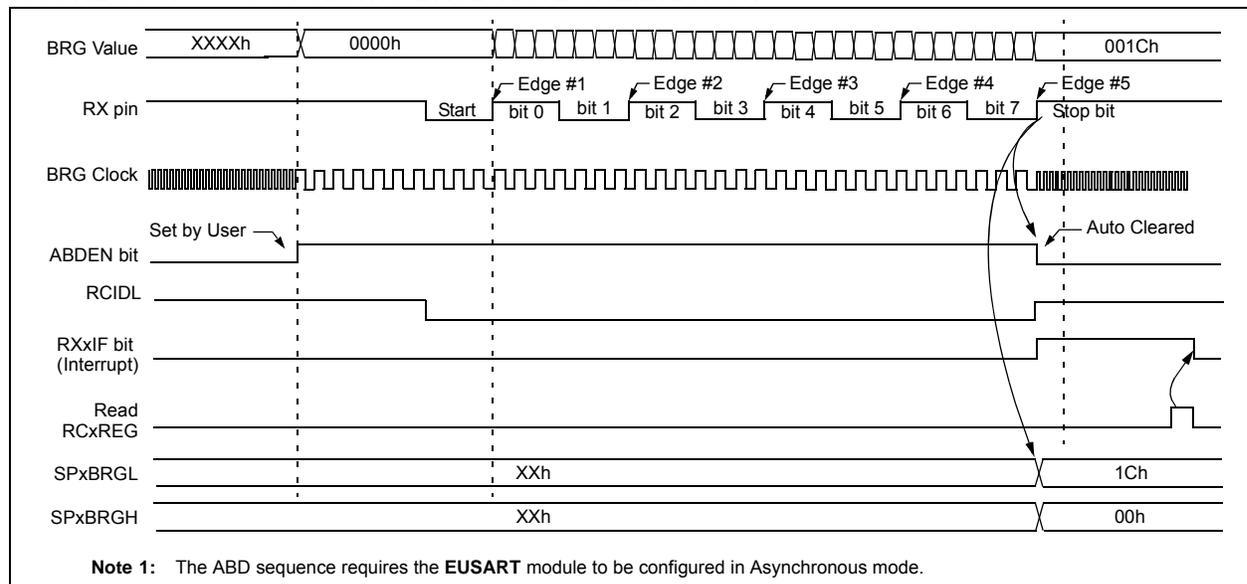 BRG Value XXXXh 0000h 001Ch
Edge #1 Edge #2 Edge #3 Edge #4 Edge #5
RX pin Start bit 0 bit 1 bit 2 bit 3 bit 4 bit 5 bit 6 bit 7 Stop bit
BRG Clock
Set by User Auto Cleared
ABDEN bit
RCIDL
RXxIF bit
(Interrupt)
Read
RCxREG
SPxBRGL XXh 1Ch
SPxBRGH XXh 00h
Note 1: The ABD sequence requires the EUSART module to be configured in Asynchronous mode.